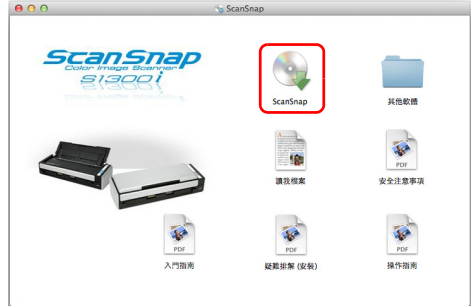 ScanSnap
ScanSnap
Color Image Scanner
S1300i
ScanSnap
其他軟體
讀我檔案
PDF
安全注意事項
PDF
入門指南
PDF
疑難排解 (安裝)
PDF
操作指南